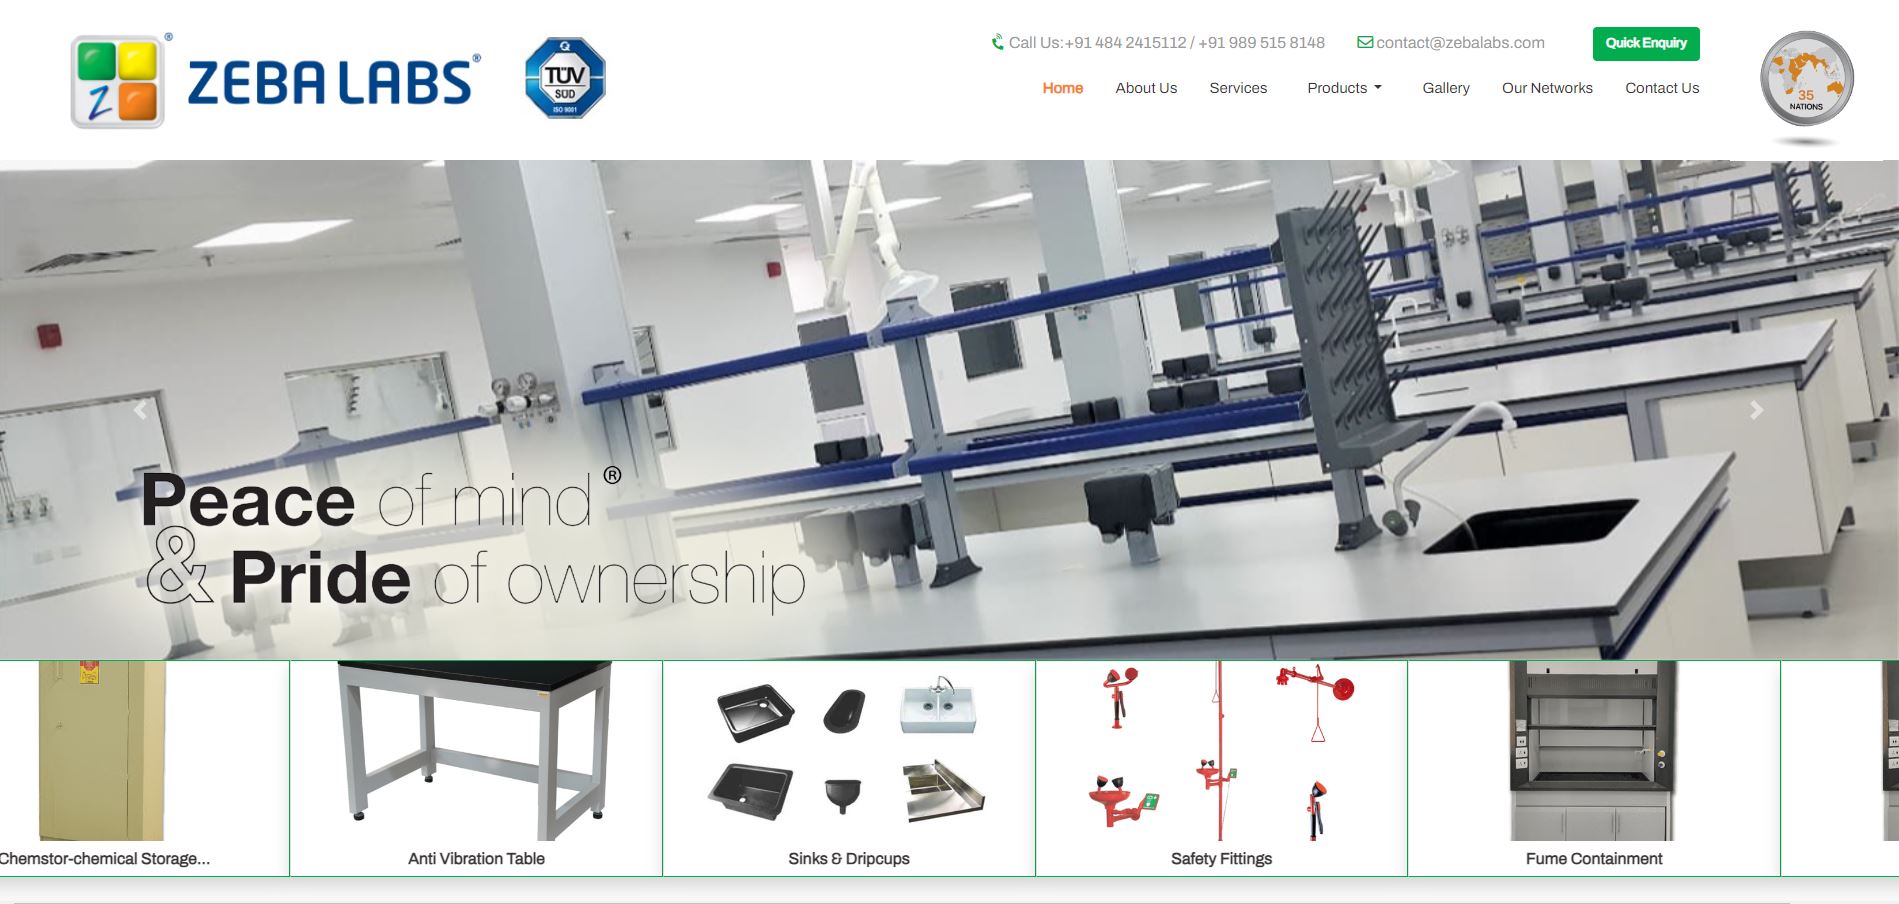 Z
ZEBA LABS®
Q
TÜV
SÜD
ISO 9001
Call Us:+91 484 2415112 / +91 989 515 8148
contact@zebalabs.com
Quick Enquiry
Home
About Us
Services
Products
Gallery
Our Networks
Contact Us
35
NATIONS
Peace of mind®
& Pride of ownership
Chemstor-chemical Storage...
Anti Vibration Table
Sinks & Dripcups
Safety Fittings
Fume Containment